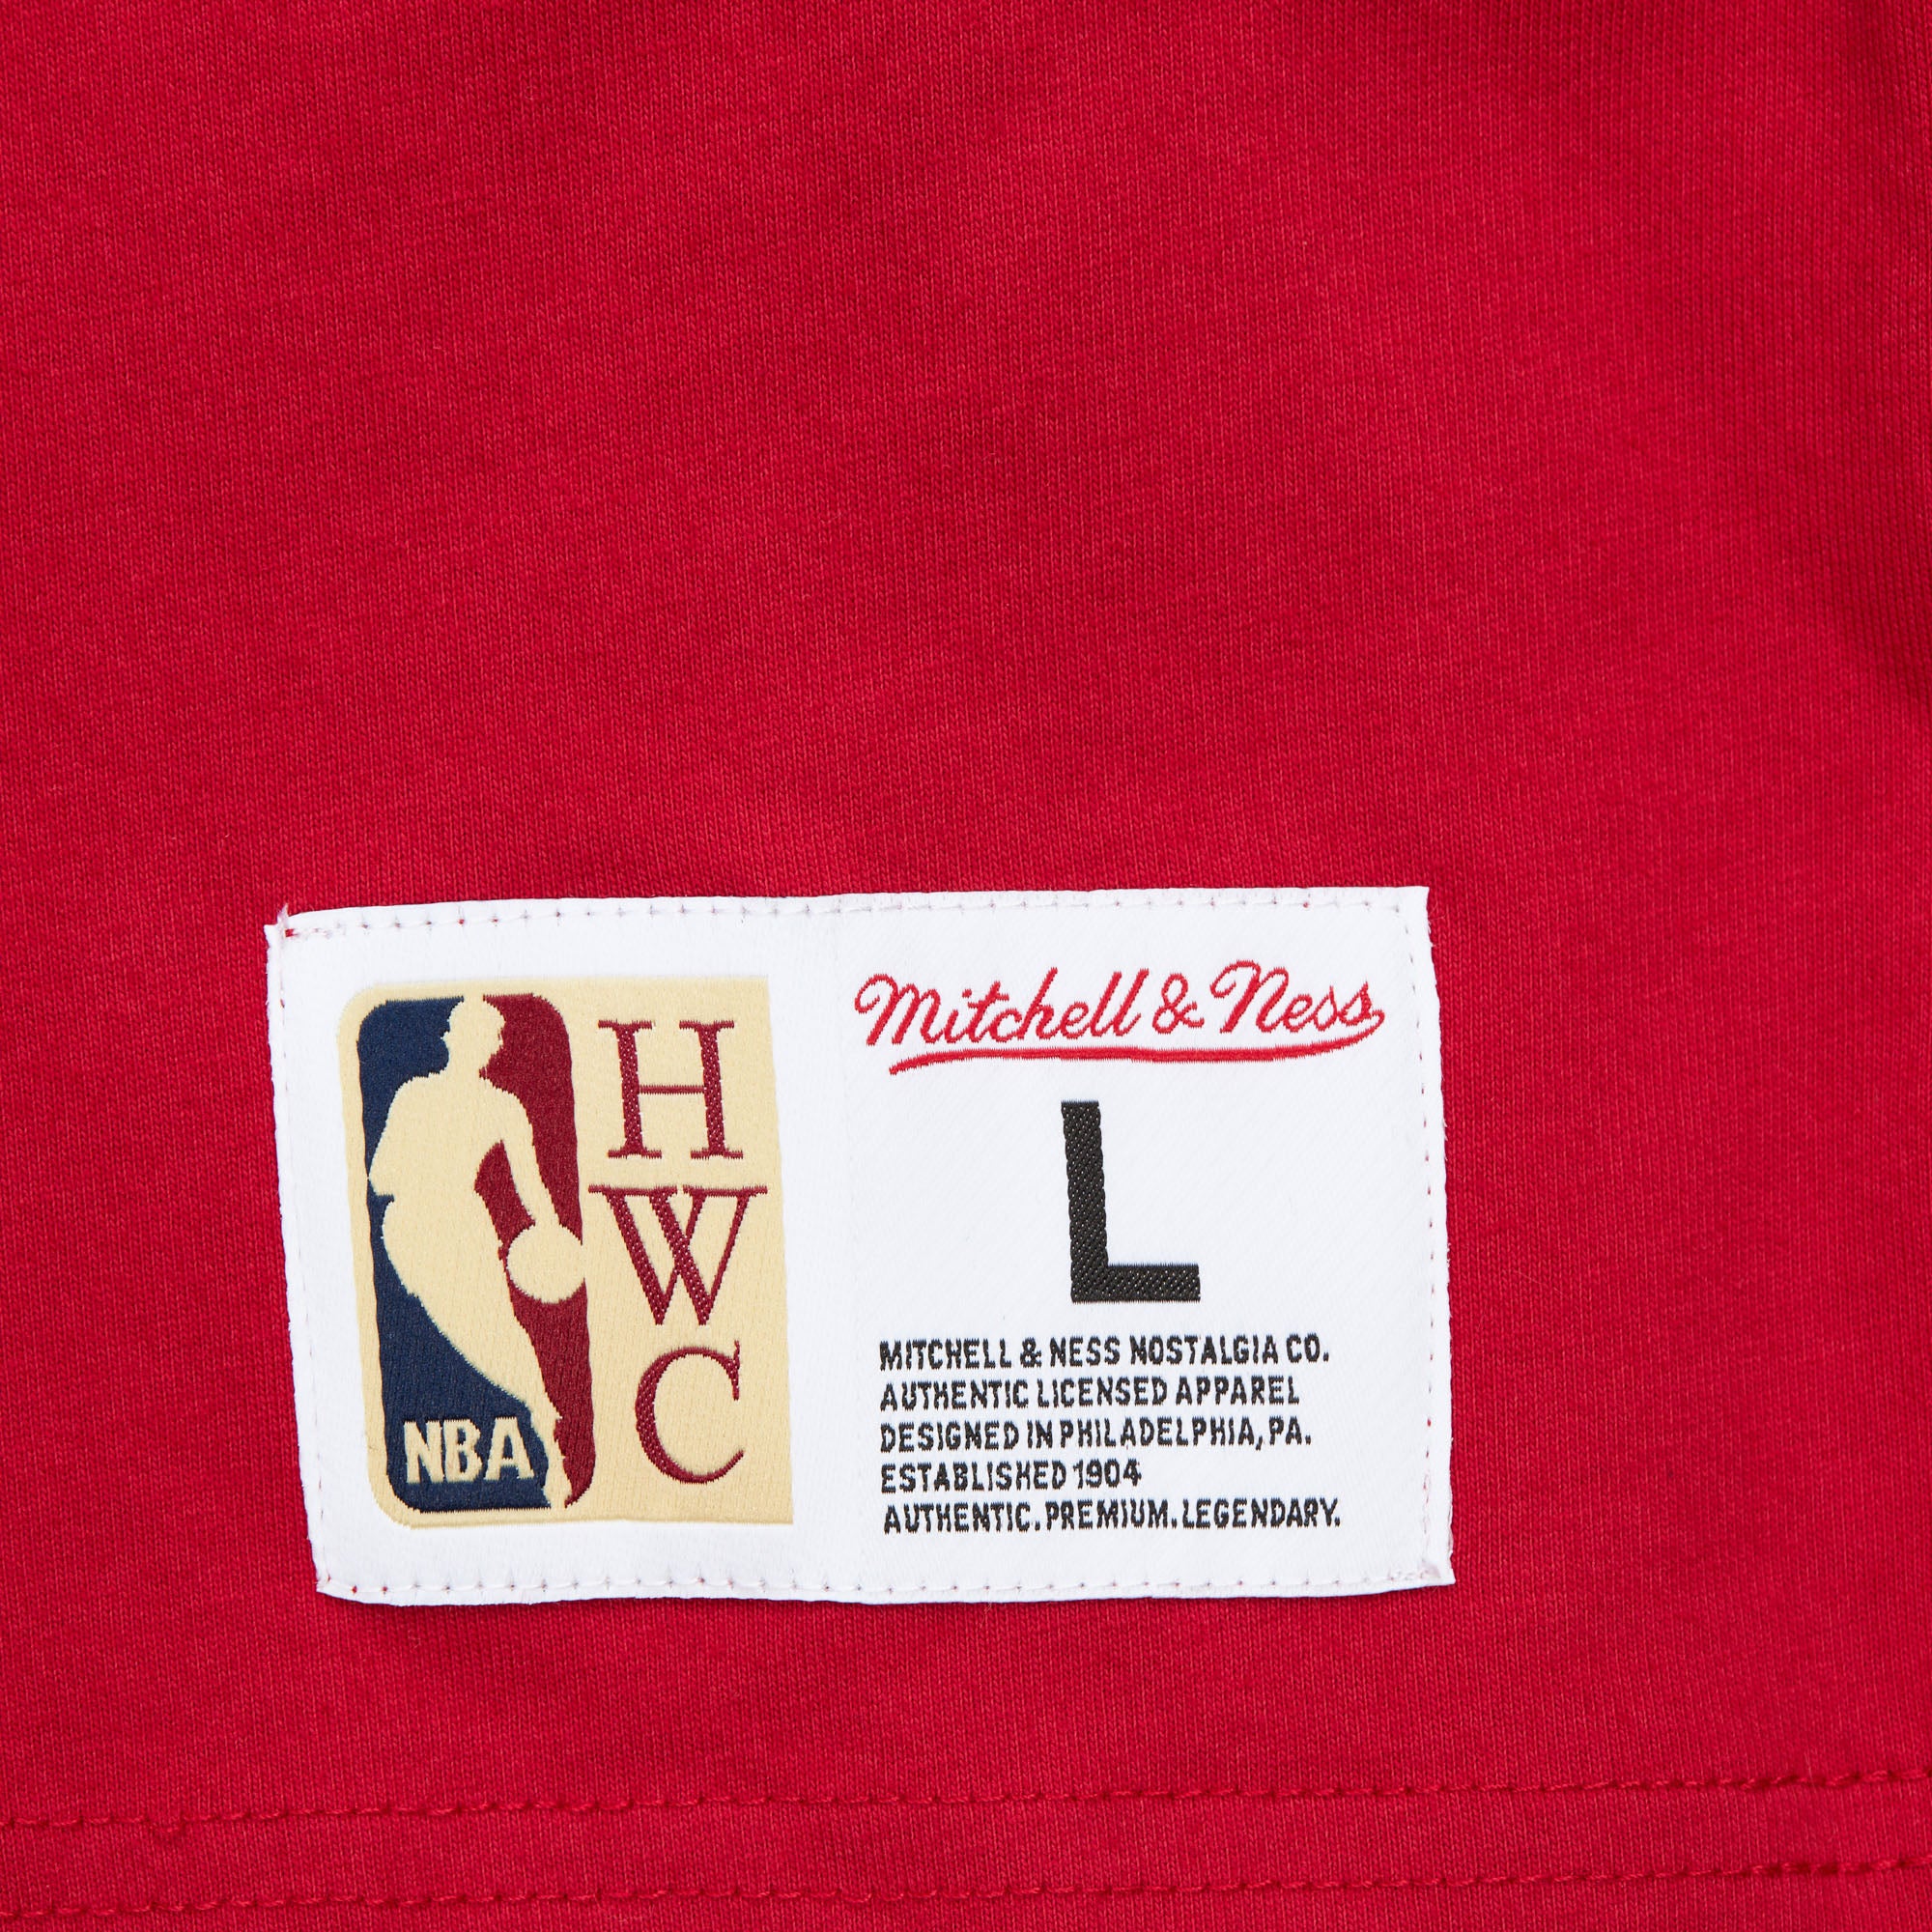 NBA
H
W
C
Mitchell & Ness
L
MITCHELL & NESS NOSTALGIA CO.
AUTHENTIC LICENSED APPAREL
DESIGNED IN PHILADELPHIA, PA.
ESTABLISHED 1904
AUTHENTIC. PREMIUM. LEGENDARY.